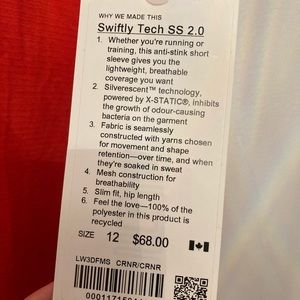 WHY WE MADE THIS
Swiftly Tech SS 2.0
1. Whether you're running or
training, this anti-stink short
sleeve gives you the
lightweight, breathable
coverage you want
2. Silverescent™ technology,
powered by X-STATIC®, inhibits
the growth of odour-causing
bacteria on the garment
3. Fabric is seamlessly
constructed with yarns chosen
for movement and shape
retention—over time, and when
they're soaked in sweat
4. Mesh construction for
breathability
5. Slim fit, hip length
6. Feel the love—100% of the
polyester in this product is
recycled
SIZE 12 $68.00
LW3DFMS CRNR/CRNR